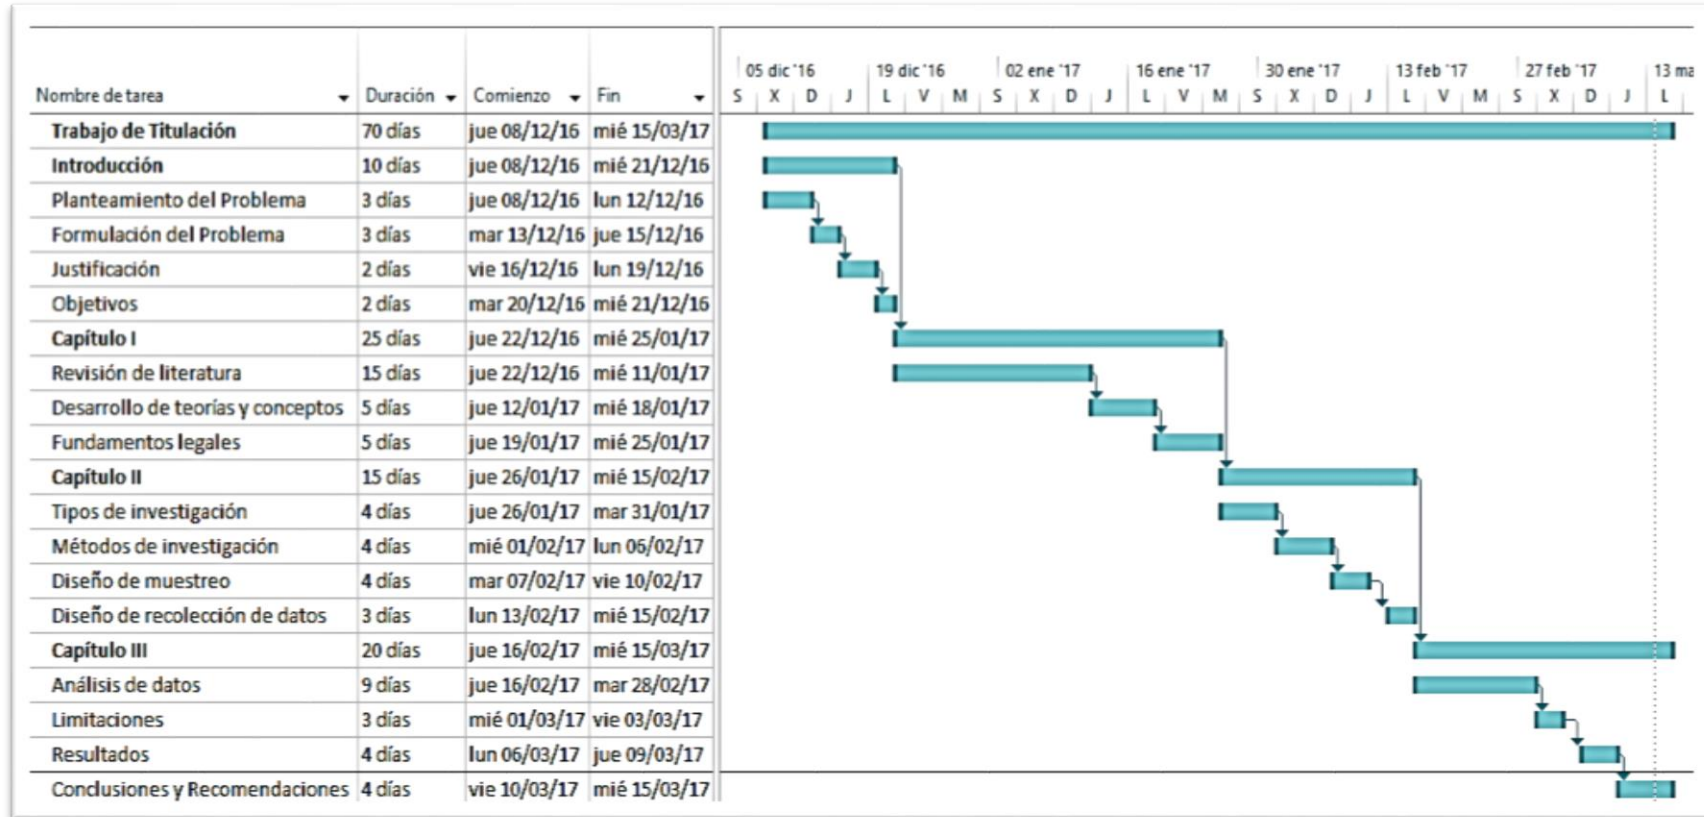 05 dic '16 19 dic '16 02 ene '17 16 ene '17 30 ene '17 13 feb '17 27 feb '17 13 ma
Nombre de tarea Duración Comienzo Fin S X D J L V M S X D J L V M S X D J L V M S X D J L
Trabajo de Titulación 70 días jue 08/12/16 mié 15/03/17
Introducción 10 días jue 08/12/16 mié 21/12/16
Planteamiento del Problema 3 días jue 08/12/16 lun 12/12/16
Formulación del Problema 3 días mar 13/12/16 jue 15/12/16
Justificación 2 días vie 16/12/16 lun 19/12/16
Objetivos 2 días mar 20/12/16 mié 21/12/16
Capítulo I 25 días jue 22/12/16 mié 25/01/17
Revisión de literatura 15 días jue 22/12/16 mié 11/01/17
Desarrollo de teorías y conceptos 5 días jue 12/01/17 mié 18/01/17
Fundamentos legales 5 días jue 19/01/17 mié 25/01/17
Capítulo II 15 días jue 26/01/17 mié 15/02/17
Tipos de investigación 4 días jue 26/01/17 mar 31/01/17
Métodos de investigación 4 días mié 01/02/17 lun 06/02/17
Diseño de muestreo 4 días mar 07/02/17 vie 10/02/17
Diseño de recolección de datos 3 días lun 13/02/17 mié 15/02/17
Capítulo III 20 días jue 16/02/17 mié 15/03/17
Análisis de datos 9 días jue 16/02/17 mar 28/02/17
Limitaciones 3 días mié 01/03/17 vie 03/03/17
Resultados 4 días lun 06/03/17 jue 09/03/17
Conclusiones y Recomendaciones 4 días vie 10/03/17 mié 15/03/17